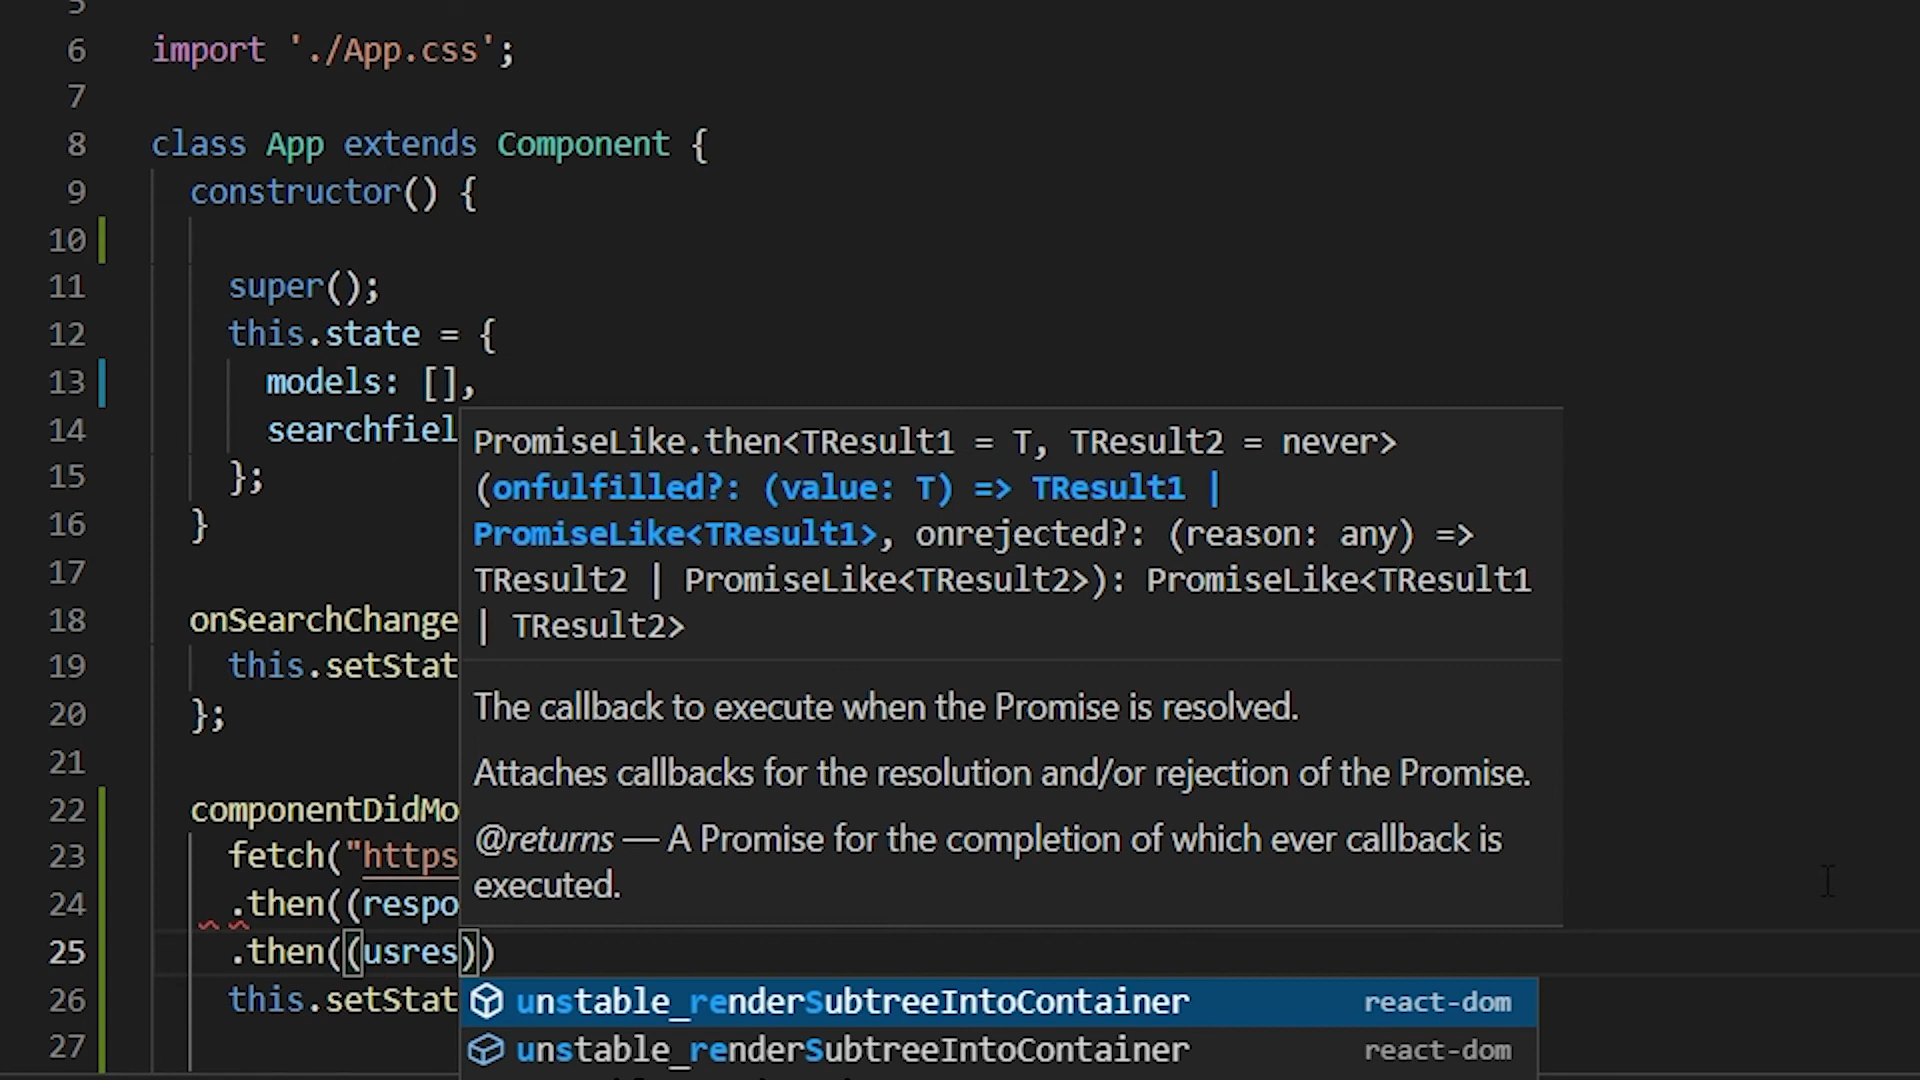 5
6 import './App.css';
7
8 class App extends Component {
9 constructor() {
10
11 super();
12 this.state = {
13 models: [],
14 searchfiel
15 };
16 }
17
18 onSearchChange
19 this.setStat
20 };
21
22 componentDidMo
23 fetch("https
24 .then((respo
25 .then((usres))
26 this.setStat
27
PromiseLike.then<TResult1 = T, TResult2 = never>
(onfulfilled?: (value: T) => TResult1 |
PromiseLike<TResult1>, onrejected?: (reason: any) =>
TResult2 | PromiseLike<TResult2>): PromiseLike<TResult1
| TResult2>
The callback to execute when the Promise is resolved.
Attaches callbacks for the resolution and/or rejection of the Promise.
@returns — A Promise for the completion of which ever callback is
executed.
unstable_renderSubtreeIntoContainer react-dom
unstable_renderSubtreeIntoContainer react-dom